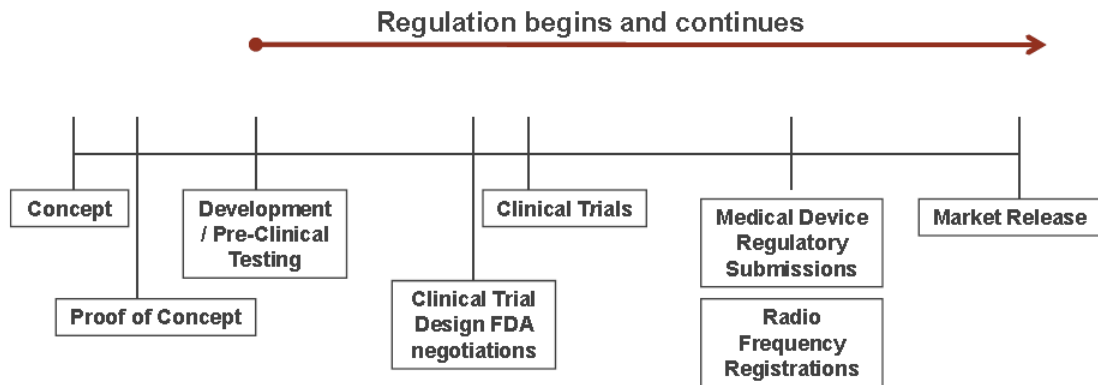 Regulation begins and continues
Concept
Proof of Concept
Development
/ Pre-Clinical
Testing
Clinical Trial
Design FDA
negotiations
Clinical Trials
Medical Device
Regulatory
Submissions
Radio
Frequency
Registrations
Market Release